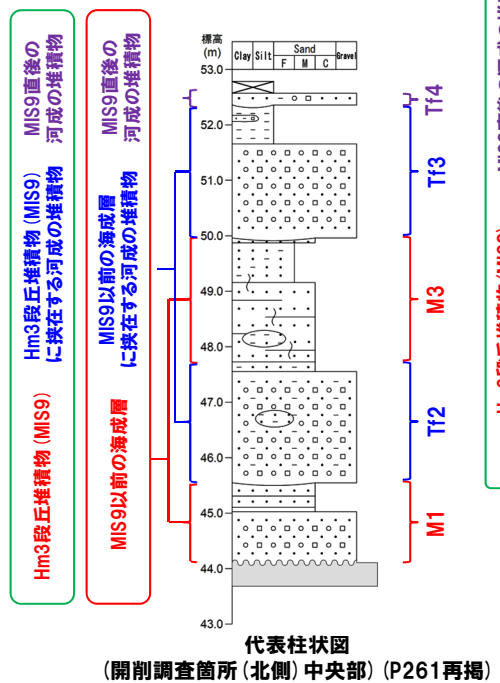 MIS9直後の
河成の堆積物
Hm3段丘堆積物(MIS9)
に挟在する河成の堆積物
Hm3段丘堆積物(MIS9)
MIS9直後の
河成の堆積物
MIS9以前の海成層
に挟在する河成の堆積物
MIS9以前の海成層
標高
(m)
Clay
Silt
Sand
F
M
C
Gravel
53.0
52.0
51.0
50.0
49.0
48.0
47.0
46.0
45.0
44.0
43.0
Tf4
Tf3
M3
Tf2
M1
代表柱状図
(開削調査箇所(北側)中央部)(P261再掲)